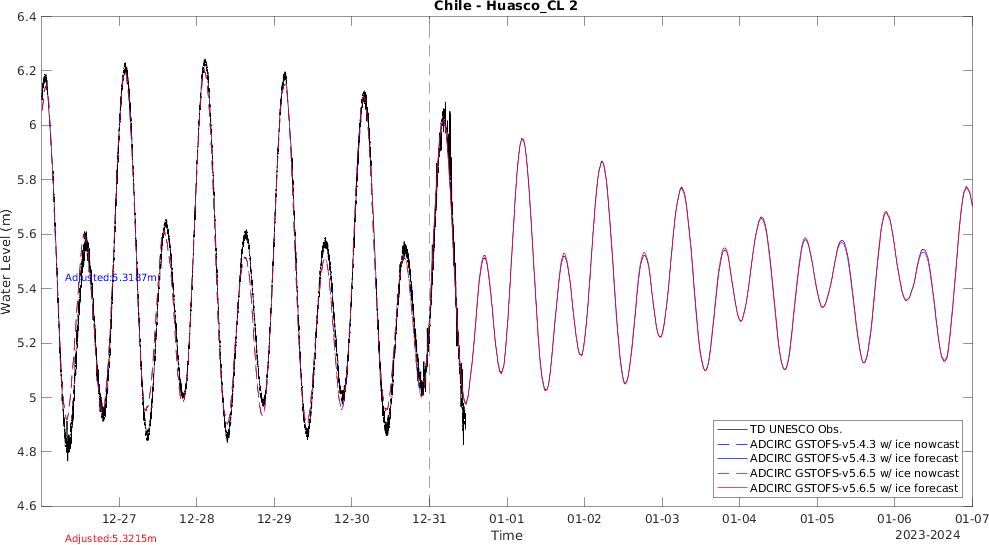 Chile - Huasco_CL 2
6.4
6.2
6
5.8
5.6
5.4
5.2
5
4.8
4.6
Water Level (m)
Adjusted:5.3187m
TD UNESCO Obs.
ADCIRC GSTOFS-v5.4.3 w/ ice nowcast
ADCIRC GSTOFS-v5.4.3 w/ ice forecast
ADCIRC GSTOFS-v5.6.5 w/ ice nowcast
ADCIRC GSTOFS-v5.6.5 w/ ice forecast
12-27 12-28 12-29 12-30 12-31 01-01 01-02 01-03 01-04 01-05 01-06 01-07
Time
2023-2024
Adjusted:5.3215m